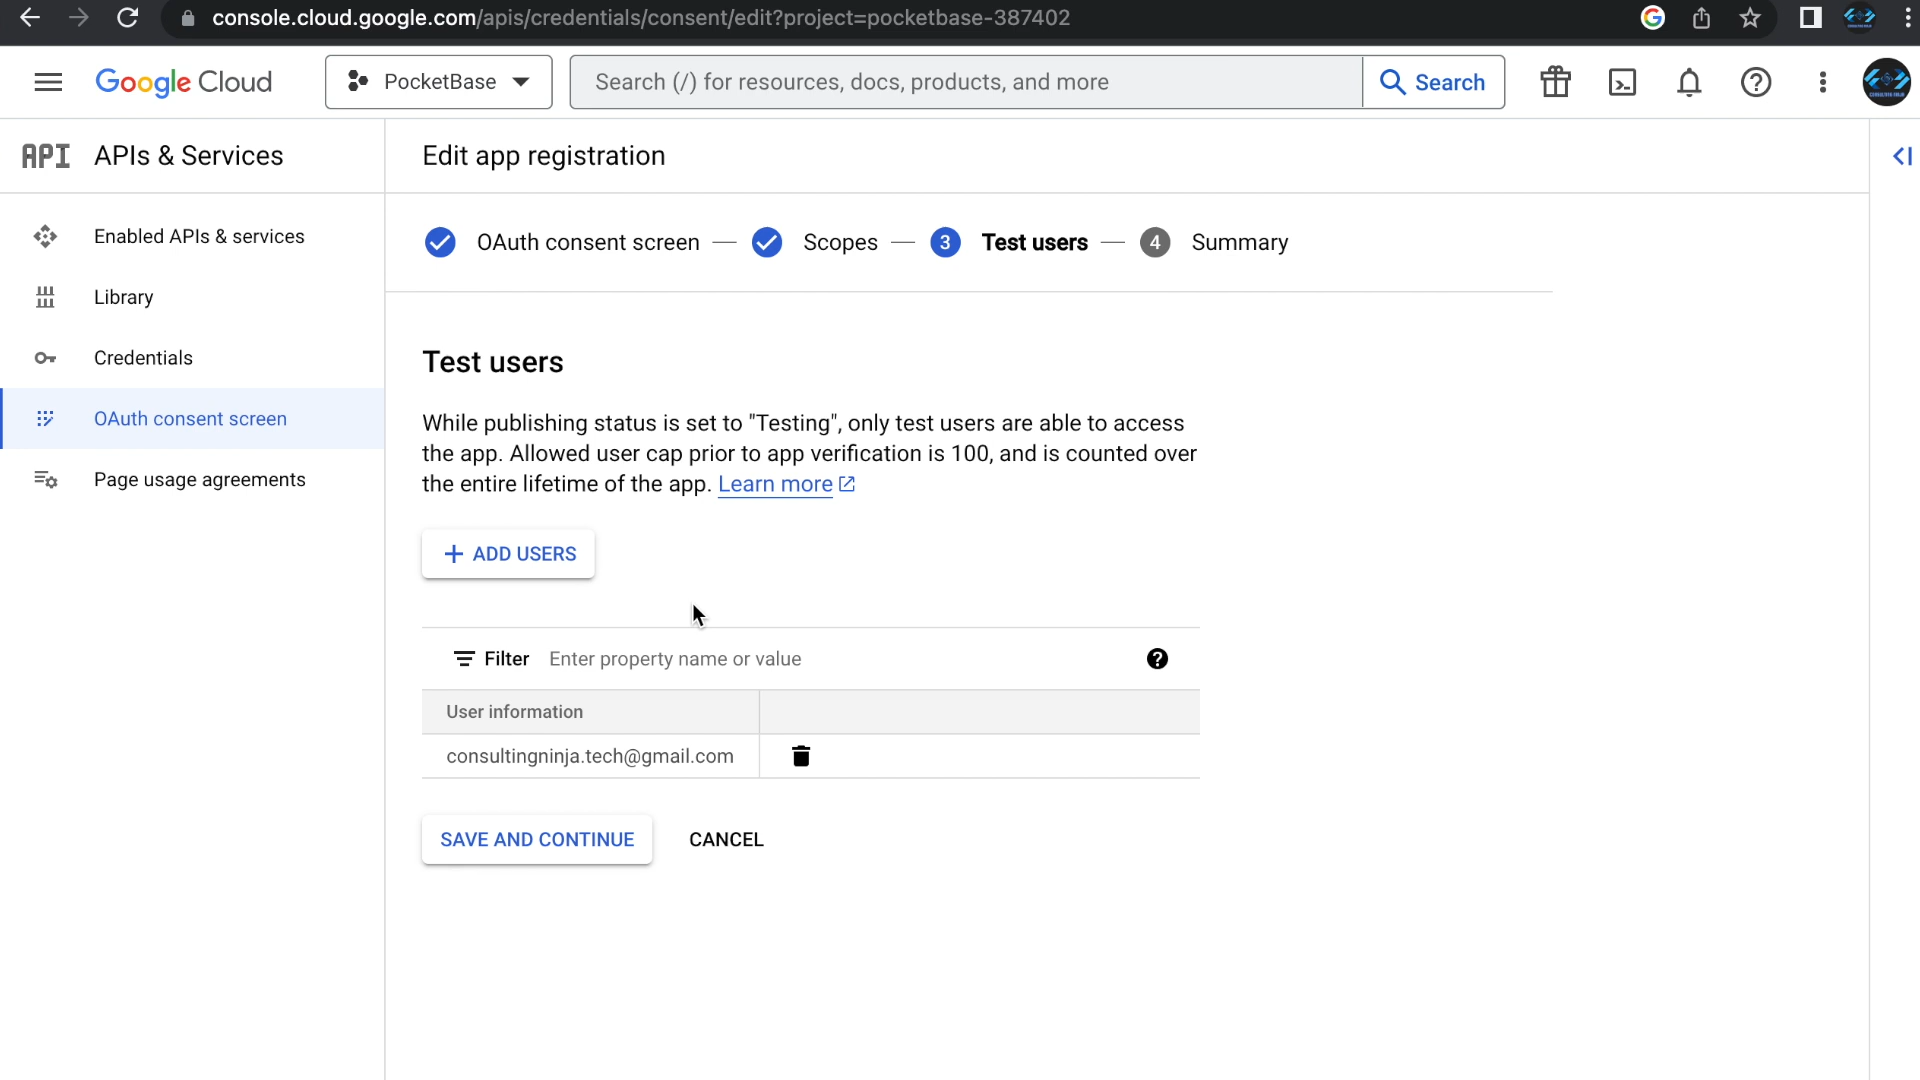 console.cloud.google.com/apis/credentials/consent/edit?project=pocketbase-387402
Google Cloud
PocketBase
Search (/) for resources, docs, products, and more
Search
API APIs & Services
Edit app registration
Enabled APIs & services
Library
Credentials
OAuth consent screen
Page usage agreements
OAuth consent screen — Scopes — 3 Test users — 4 Summary
Test users
While publishing status is set to "Testing", only test users are able to access
the app. Allowed user cap prior to app verification is 100, and is counted over
the entire lifetime of the app. Learn more
+ ADD USERS
Filter Enter property name or value
User information
consultingninja.tech@gmail.com
SAVE AND CONTINUE
CANCEL